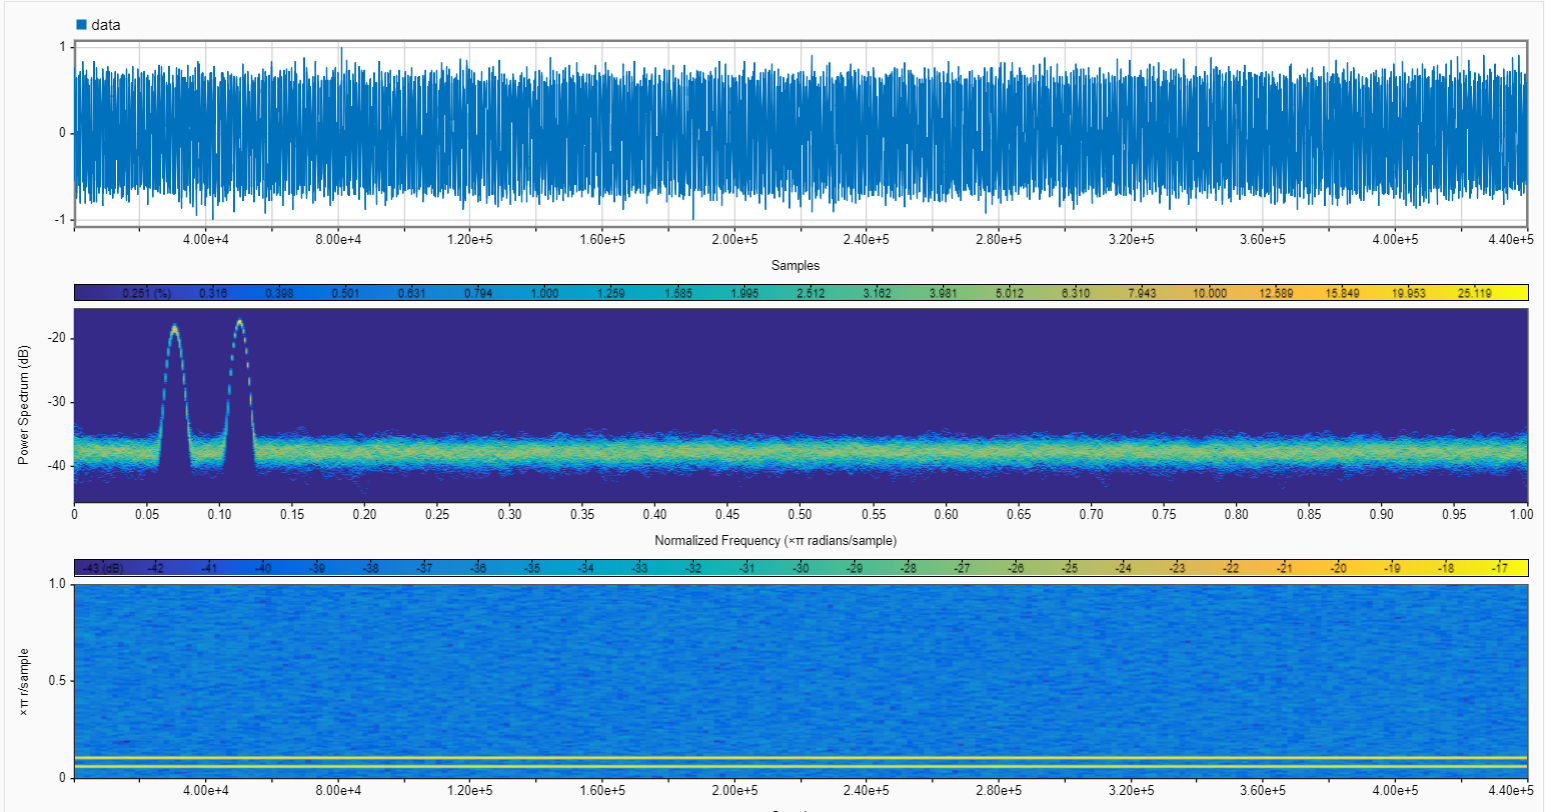 data
1
0
-1
4.00e+4 8.00e+4 1.20e+5 1.60e+5 2.00e+5 2.40e+5 2.80e+5 3.20e+5 3.60e+5 4.00e+5 4.40e+5
Samples
0.251 (%) 0.316 0.398 0.501 0.631 0.794 1.000 1.259 1.585 1.995 2.512 3.162 3.981 5.012 6.310 7.943 10.000 12.589 15.849 19.953 25.119
Power Spectrum (dB)
-20
-30
-40
0 0.05 0.10 0.15 0.20 0.25 0.30 0.35 0.40 0.45 0.50 0.55 0.60 0.65 0.70 0.75 0.80 0.85 0.90 0.95 1.00
Normalized Frequency (×π radians/sample)
-43 (dB) -42 -41 -40 -39 -38 -37 -36 -35 -34 -33 -32 -31 -30 -29 -28 -27 -26 -25 -24 -23 -22 -21 -20 -19 -18 -17
×π r/sample
1.0
0.5
0
4.00e+4 8.00e+4 1.20e+5 1.60e+5 2.00e+5 2.40e+5 2.80e+5 3.20e+5 3.60e+5 4.00e+5 4.40e+5